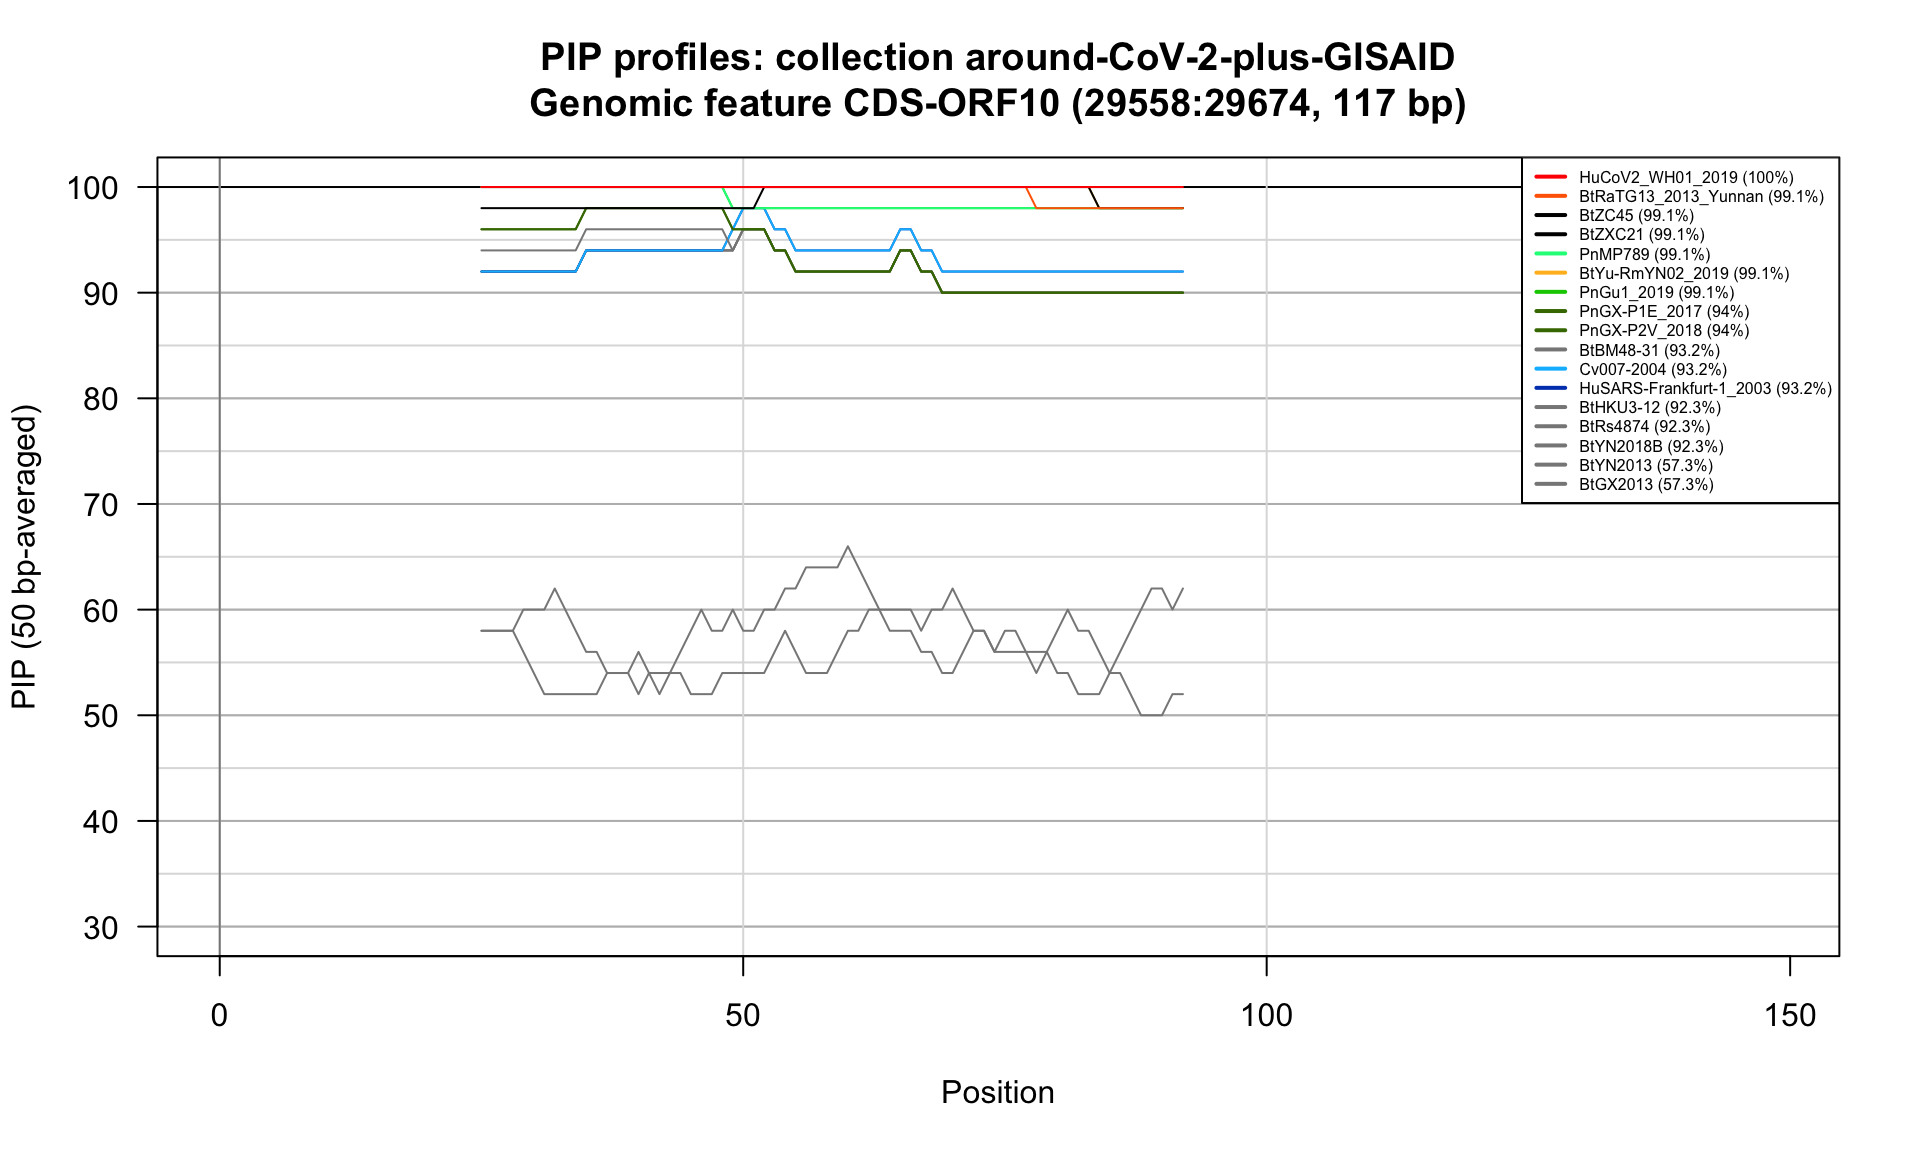 PIP profiles: collection around-CoV-2-plus-GISAID
Genomic feature CDS-ORF10 (29558:29674, 117 bp)
PIP (50 bp-averaged)
100
90
80
70
60
50
40
30
HuCoV2_WH01_2019 (100%)
BtRaTG13_2013_Yunnan (99.1%)
BtZC45 (99.1%)
BtZXC21 (99.1%)
PnMP789 (99.1%)
BtYu-RmYN02_2019 (99.1%)
PnGu1_2019 (99.1%)
PnGX-P1E_2017 (94%)
PnGX-P2V_2018 (94%)
BtBM48-31 (93.2%)
Cv007-2004 (93.2%)
HuSARS-Frankfurt-1_2003 (93.2%)
BtHKU3-12 (92.3%)
BtRs4874 (92.3%)
BtYN2018B (92.3%)
BtYN2013 (57.3%)
BtGX2013 (57.3%)
0 50 100 150
Position